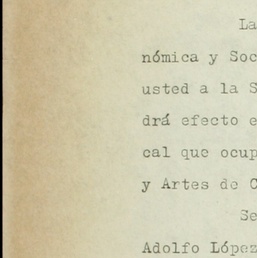 La
nómica y Soc
usted a la S
drá efecto e
cal que ocup
y Artes de C
Se
Adolfo López